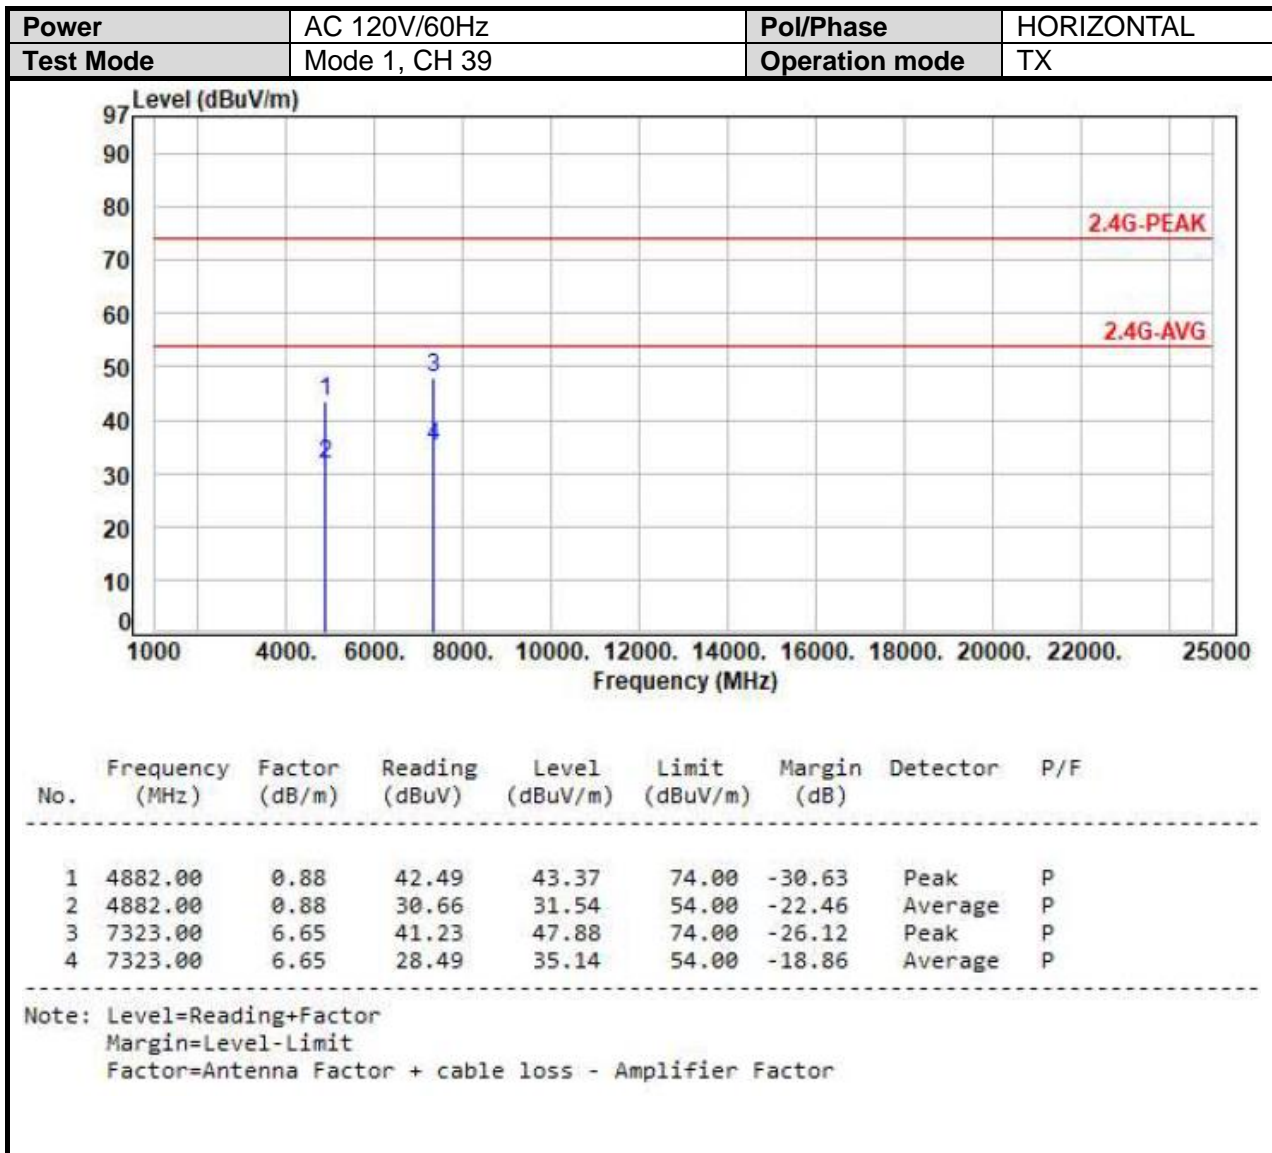 Power AC 120V/60Hz Pol/Phase HORIZONTAL
Test Mode Mode 1, CH 39 Operation mode TX
Level (dBuV/m)
97
90
80
2.4G-PEAK
70
60
2.4G-AVG
50
3
1
40
4
2
30
20
10
0
1000 4000. 6000. 8000. 10000. 12000. 14000. 16000. 18000. 20000. 22000. 25000
Frequency (MHz)
Frequency Factor Reading Level Limit Margin Detector P/F
No. (MHz) (dB/m) (dBuV) (dBuV/m) (dBuV/m) (dB)
1 4882.00 0.88 42.49 43.37 74.00 -30.63 Peak P
2 4882.00 0.88 30.66 31.54 54.00 -22.46 Average P
3 7323.00 6.65 41.23 47.88 74.00 -26.12 Peak P
4 7323.00 6.65 28.49 35.14 54.00 -18.86 Average P
Note: Level=Reading+Factor
Margin=Level-Limit
Factor=Antenna Factor + cable loss - Amplifier Factor